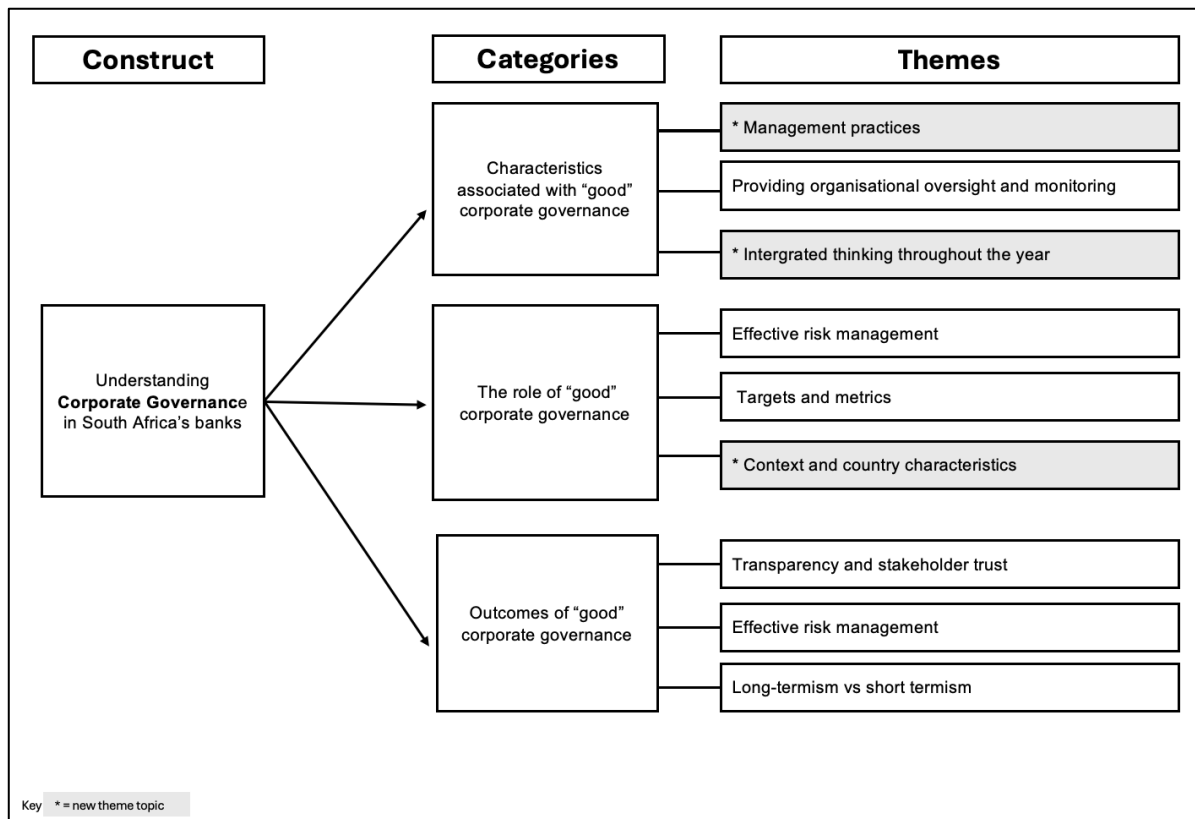 Construct
Categories
Themes
Understanding
Corporate Governance
in South Africa's banks
Characteristics
associated with “good”
corporate governance
* Management practices
Providing organisational oversight and monitoring
* Intergrated thinking throughout the year
The role of “good”
corporate governance
Effective risk management
Targets and metrics
* Context and country characteristics
Outcomes of “good”
corporate governance
Transparency and stakeholder trust
Effective risk management
Long-termism vs short termism
Key * = new theme topic